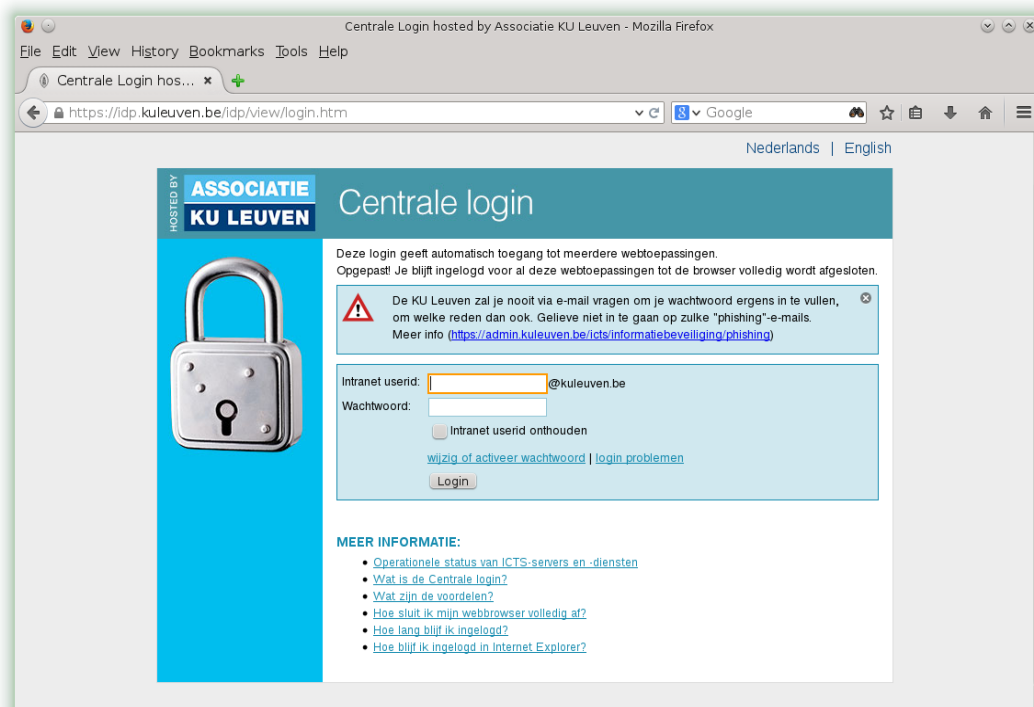 Centrale Login hosted by Associatie KU Leuven - Mozilla Firefox
File Edit View History Bookmarks Tools Help
Centrale Login hos...
https://idp.kuleuven.be/idp/view/login.htm
Google
Nederlands | English
HOSTED BY
ASSOCIATIE
KU LEUVEN
Centrale login
Deze login geeft automatisch toegang tot meerdere webtoepassingen.
Opgepast! Je blijft ingelogd voor al deze webtoepassingen tot de browser volledig wordt afgesloten.
De KU Leuven zal je nooit via e-mail vragen om je wachtwoord ergens in te vullen,
om welke reden dan ook. Gelieve niet in te gaan op zulke "phishing"-e-mails.
Meer info (https://admin.kuleuven.be/icts/informatiebeveiliging/phishing)
Intranet userid: @kuleuven.be
Wachtwoord:
Intranet userid onthouden
wijzig of activeer wachtwoord | login problemen
Login
MEER INFORMATIE:
• Operationele status van ICTS-servers en -diensten
• Wat is de Centrale login?
• Wat zijn de voordelen?
• Hoe sluit ik mijn webbrowser volledig af?
• Hoe lang blijf ik ingelogd?
• Hoe blijf ik ingelogd in Internet Explorer?